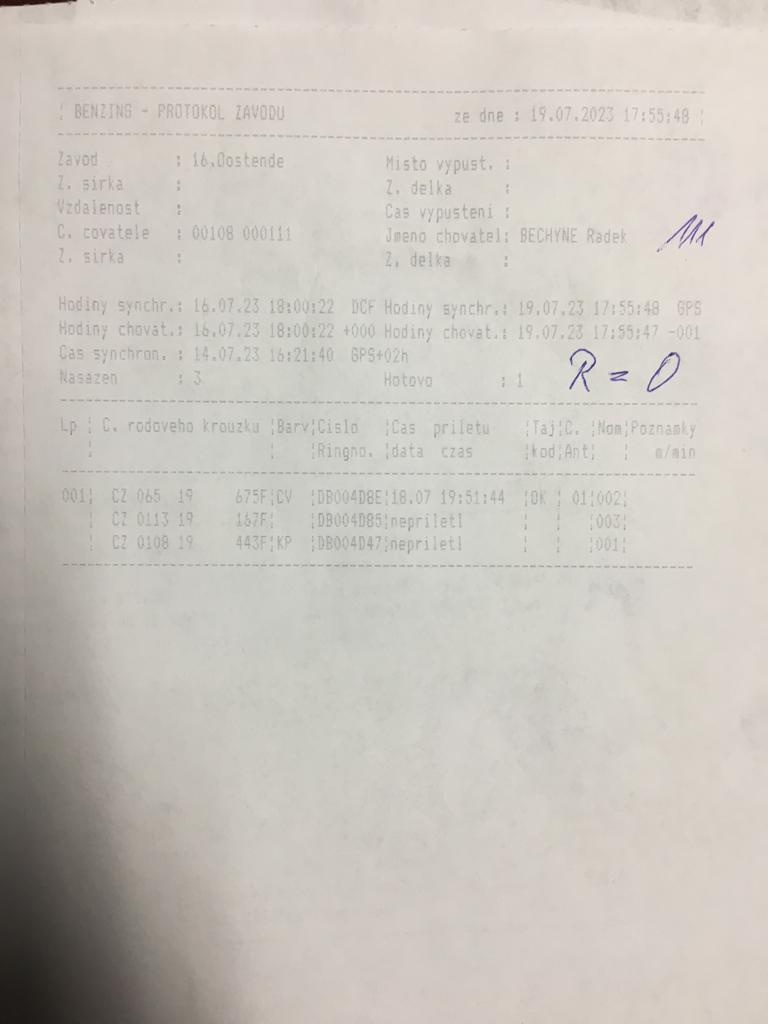 BENZING - PROTOKOL ZAVODU ze dne : 19.07.2023 17:55:48
Zavod : 16.Oostende Misto vypust. :
Z. sirka : Z. delka :
Vzdalenost : Cas vypusteni :
C. covatele : 00108 000111 Jmeno chovatel: BECHYNE Radek
Z. sirka : Z. delka :
Hodiny synchr.: 16.07.23 18:00:22 DCF Hodiny synchr.: 19.07.23 17:55:48 GPS
Hodiny chovat.: 16.07.23 18:00:22 +000 Hodiny chovat.: 19.07.23 17:55:47 -001
Cas synchron. : 14.07.23 16:21:40 GPS+02h
Nasazen : 3 Hotovo : 1 R = 0
Lp ¦ C. rodoveho krouzku ¦Barv¦Cislo ¦Cas priletu ¦Taj¦C. ¦Nom¦Poznamky
¦ ¦ ¦Ringno. ¦data czas ¦kod¦Ant¦ ¦ m/min
001¦ CZ 065 19 675F¦CV ¦DB004D8E¦18.07 19:51:44 ¦OK ¦ 01¦002¦
¦ CZ 0113 19 167F¦ ¦DB004D85¦nepriletl ¦ ¦ ¦003¦
¦ CZ 0108 19 443F¦KP ¦DB004D47¦nepriletl ¦ ¦ ¦001¦